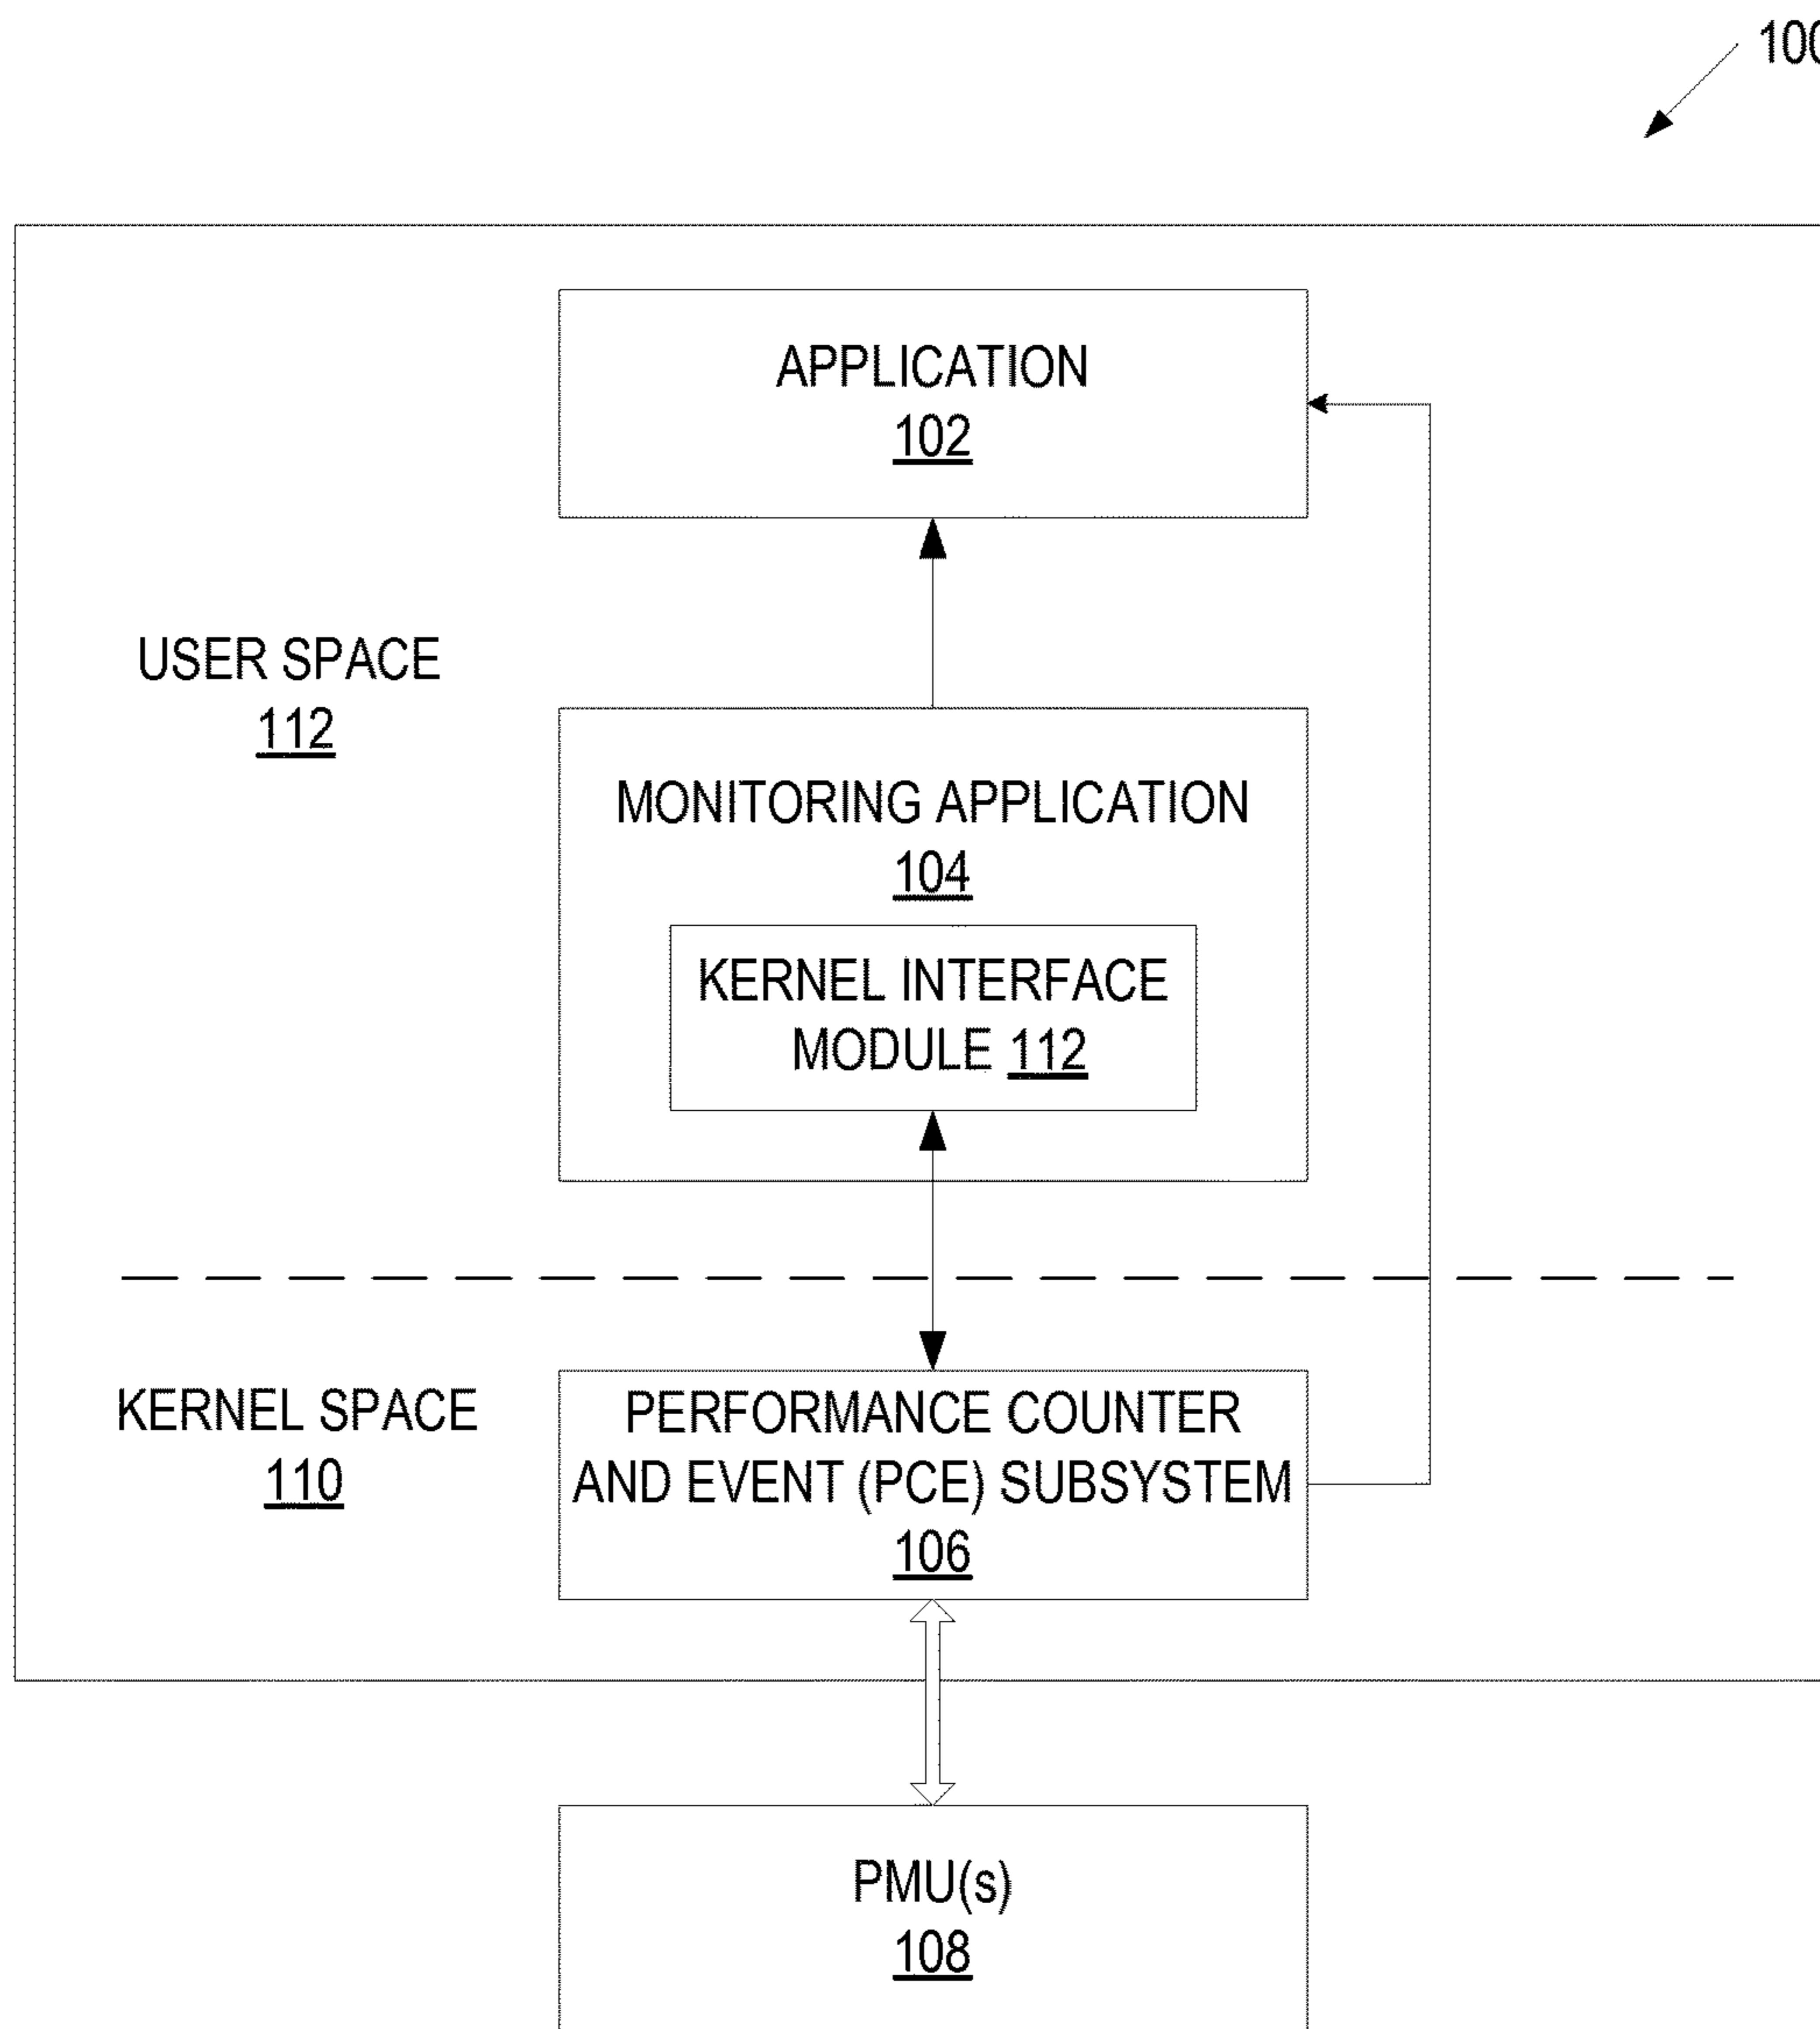 100
APPLICATION
102
USER SPACE
112
MONITORING APPLICATION
104
KERNEL INTERFACE
MODULE 112
KERNEL SPACE
110
PERFORMANCE COUNTER
AND EVENT (PCE) SUBSYSTEM
106
PMU(s)
108